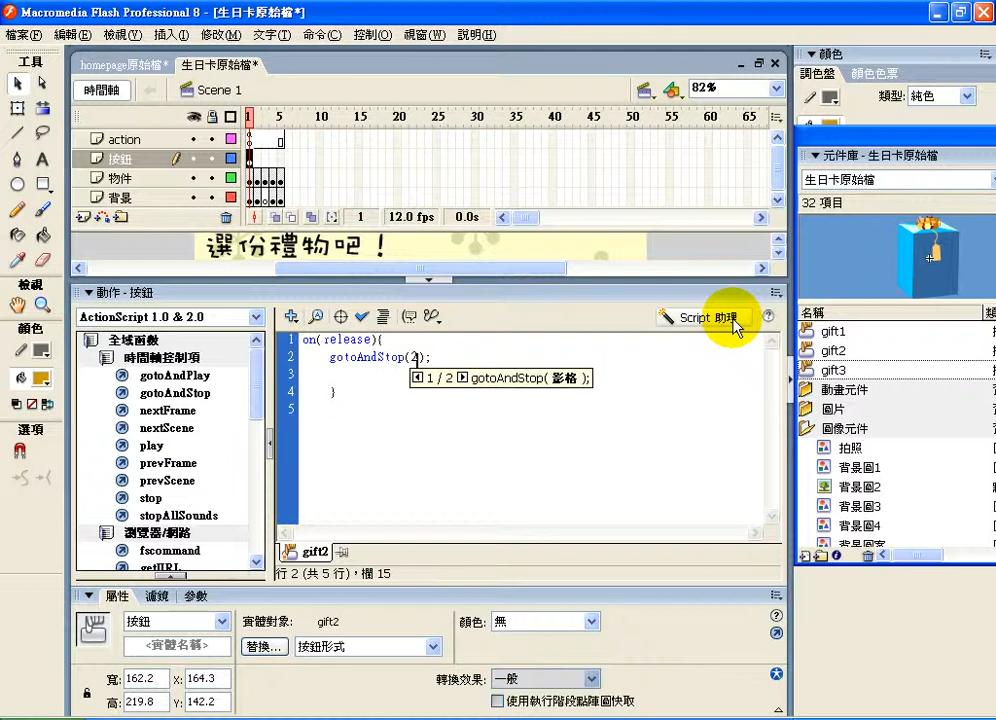 Macromedia Flash Professional 8 - [生日卡原始檔*]
檔案(F) 編輯(E) 檢視(V) 插入(I) 修改(M) 文字(T) 命令(C) 控制(O) 視窗(W) 說明(H)
工具
檢視
顏色
選項
homepage原始檔* 生日卡原始檔*
時間軸 Scene 1 82%
1 5 10 15 20 25 30 35 40 45 50 55 60 65
action
按鈕
物件
背景
1 12.0 fps 0.0s
選份禮物吧！
動作 - 按鈕
ActionScript 1.0 & 2.0
全域函數
時間軸控制項
gotoAndPlay
gotoAndStop
nextFrame
nextScene
play
prevFrame
prevScene
stop
stopAllSounds
瀏覽器/網路
fscommand
getURL
Script 助理
1 on( release){
2 gotoAndStop(2);
3
4 }
5
1 / 2 gotoAndStop( 影格 );
gift2
行 2 (共 5 行)，欄 15
屬性 濾鏡 參數
按鈕 實體對象: gift2 顏色: 無
<實體名稱> 替換... 按鈕形式
寬: 162.2 X: 164.3 轉換效果: 一般
高: 219.8 Y: 142.2 使用執行階段點陣圖快取
顏色
調色盤 顏色色票
類型: 純色
元件庫 - 生日卡原始檔
生日卡原始檔
32 項目
名稱
gift1
gift2
gift3
動畫元件
圖片
圖像元件
拍照
背景圖1
背景圖2
背景圖3
背景圖4